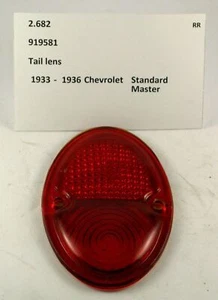 2.682 RR
919581
Tail lens
1933 - 1936 Chevrolet Standard
Master